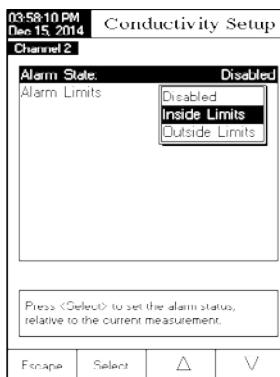 03:58:10 PM
Dec 15, 2014
Conductivity Setup
Channel 2
Alarm State: Disabled
Alarm Limits
Disabled
Inside Limits
Outside Limits
Press <Select> to set the alarm status,
relative to the current measurement.
Escape Select △ ▽